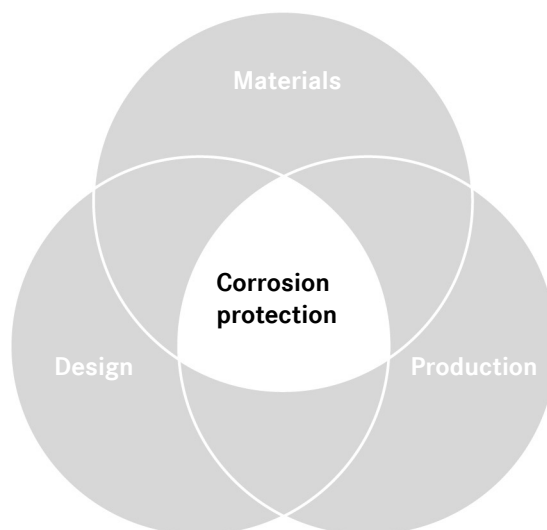 Materials
Corrosion
protection
Design
Production